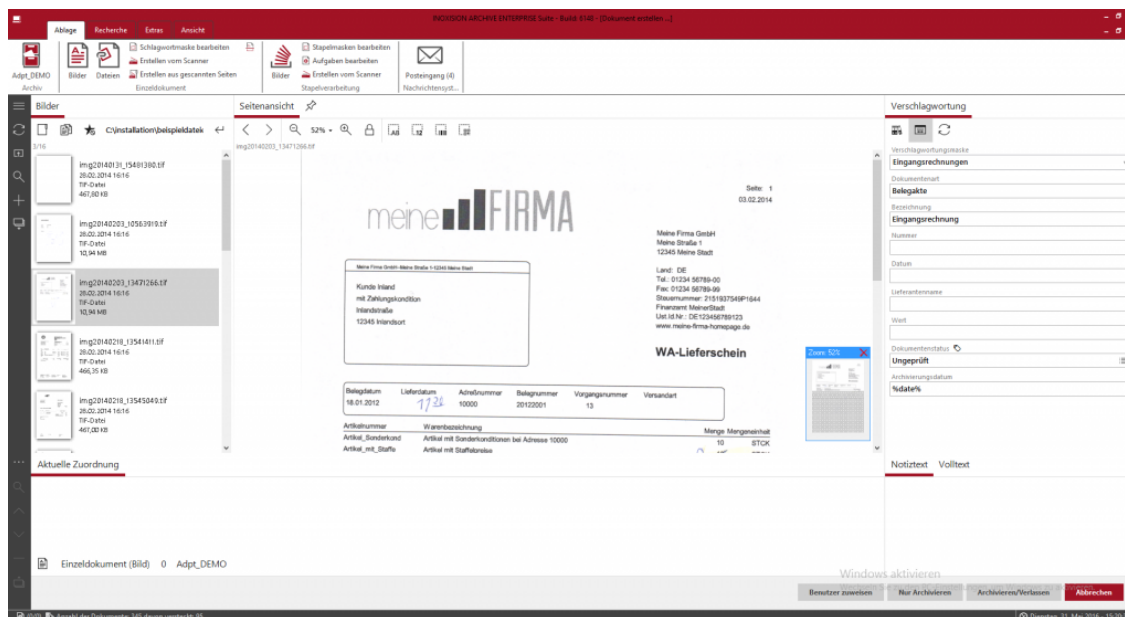 INOXISION ARCHIVE ENTERPRISE Suite - Build: 6140 - [Dokument erstellen ...]
Ablage Recherche Extras Ansicht
Adpt_DEMO
Archiv
Bilder
Dateien
Schlagwortmaske bearbeiten
Erstellen vom Scanner
Erstellen aus gescannten Seiten
Einzeldokument
Bilder
Stapelmasken bearbeiten
Aufgaben bearbeiten
Erstellen vom Scanner
Stapelverarbeitung
Posteingang (4)
Nachrichtensyst...
Bilder
C:\installation\beispieldatei
3/16
img20140131_15481380.tif
28.02.2014 16:16
TIF-Datei
467,80 KB
img20140203_10563919.tif
28.02.2014 16:16
TIF-Datei
10,94 MB
img20140203_13471266.tif
28.02.2014 16:16
TIF-Datei
10,94 MB
img20140218_13541411.tif
28.02.2014 16:16
TIF-Datei
466,35 KB
img20140218_13545049.tif
28.02.2014 16:16
TIF-Datei
467,00 KB
Seitenansicht
52%
img20140203_13471266.tif
meine FIRMA
Seite: 1
03.02.2014
Meine Firma GmbH
Meine Straße 1
12345 Meine Stadt
Land: DE
Tel.: 01234 56789-00
Fax: 01234 56789-99
Steuernummer: 2151937549P1644
Finanzamt MeinerStadt
Ust.Id.Nr.: DE123456789123
www.meine-firma-homepage.de
Meine Firma GmbH-Meine Straße 1-12345 Meine Stadt
Kunde Inland
mit Zahlungskondition
Inlandstraße
12345 Inlandsort
WA-Lieferschein
Zoom: 52%
Belegdatum Lieferdatum Adreßnummer Belegnummer Vorgangsnummer Versandart
18.01.2012 10000 20122001 13
Artikelnummer Warenbezeichnung Menge Mengeneinheit
Artikel_Sonderkond Artikel mit Sonderkonditionen bei Adresse 10000 10 STCK
Artikel_mit_Staffe Artikel mit Staffelpreise
Verschlagwortung
Verschlagwortungsmaske
Eingangsrechnungen
Dokumentenart
Belegakte
Bezeichnung
Eingangsrechnung
Nummer
Datum
Lieferantenname
Wert
Dokumentenstatus
Ungeprüft
Archivierungsdatum
%date%
Aktuelle Zuordnung
Notiztext Volltext
Einzeldokument (Bild) 0 Adpt_DEMO
Windows aktivieren
Benutzer zuweisen Nur Archivieren Archivieren/Verlassen Abbrechen